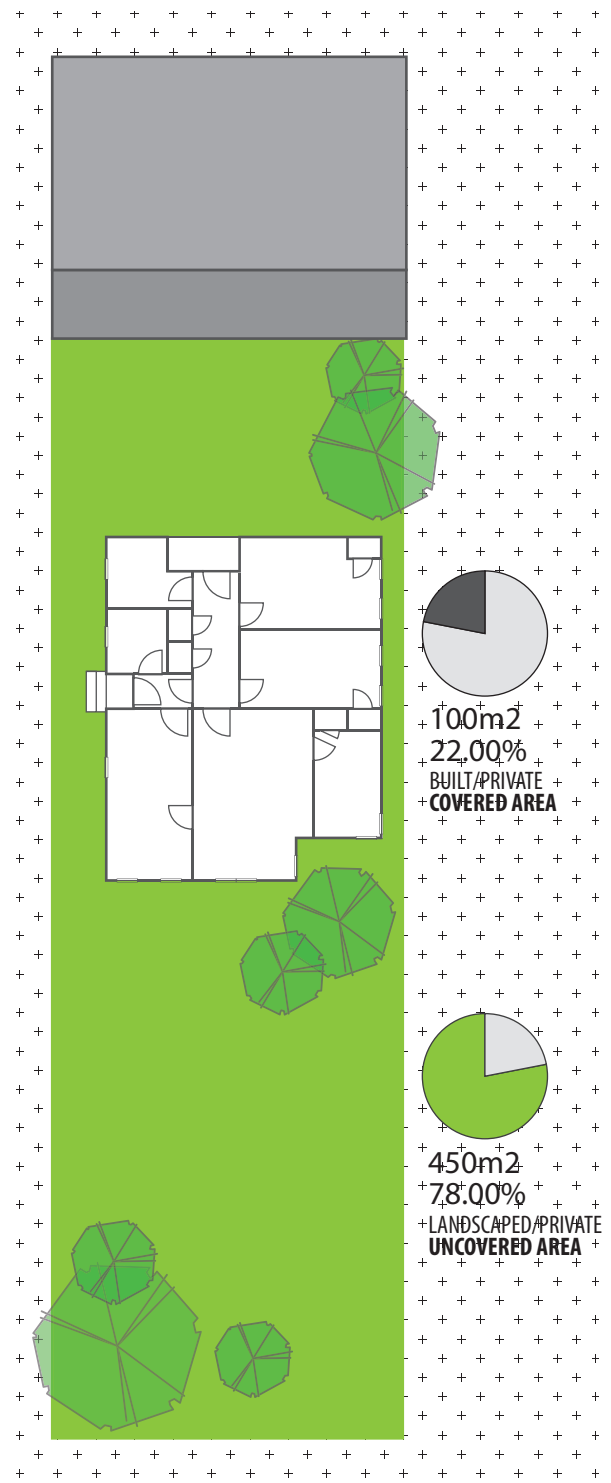 100m2
22.00%
BUILT/PRIVATE
COVERED AREA
450m2
78.00%
LANDSCAPED/PRIVATE
UNCOVERED AREA